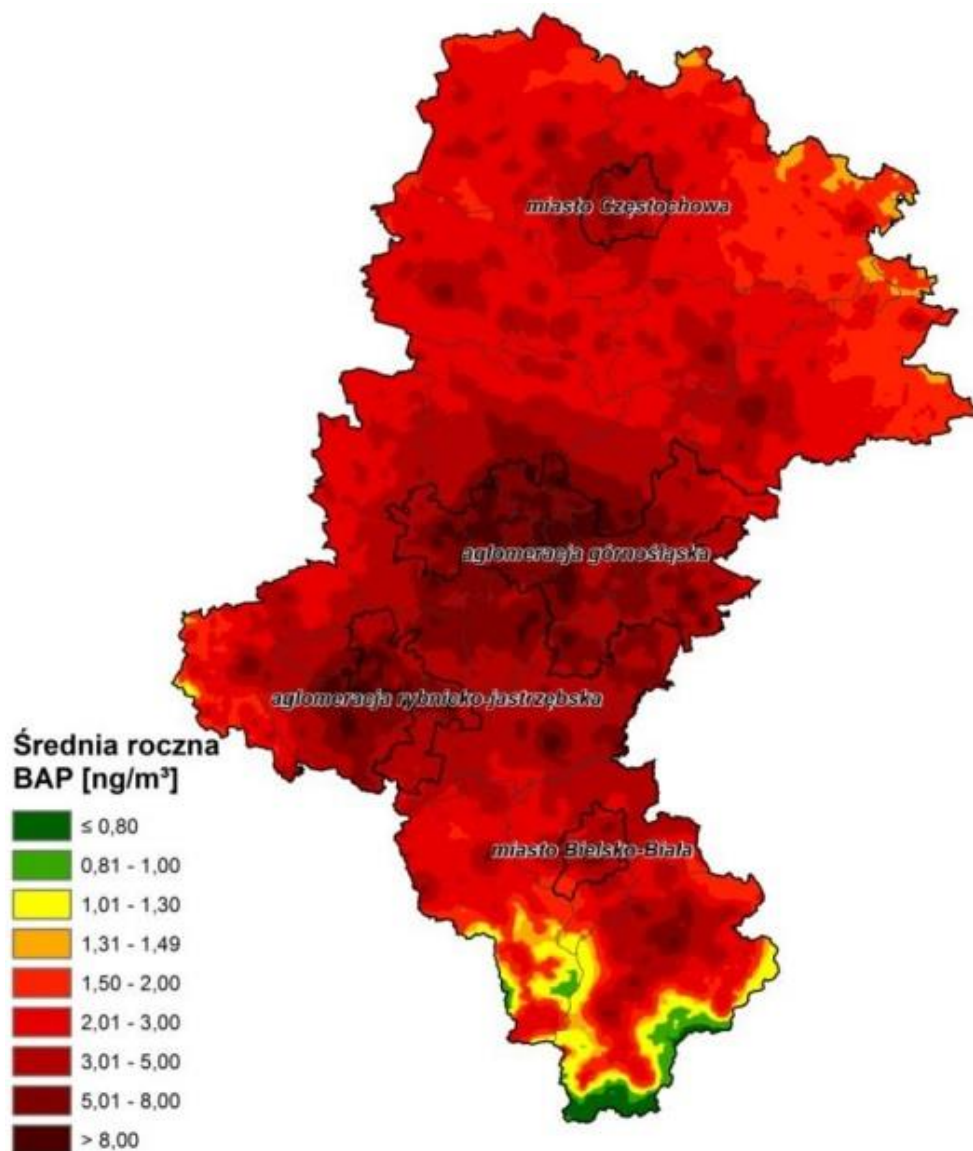 miasto Częstochowa
aglomeracja górnośląska
aglomeracja rybnicko-jastrzębska
miasto Bielsko-Biała
Średnia roczna
BAP [ng/m³]
≤ 0,80
0,81 - 1,00
1,01 - 1,30
1,31 - 1,49
1,50 - 2,00
2,01 - 3,00
3,01 - 5,00
5,01 - 8,00
> 8,00